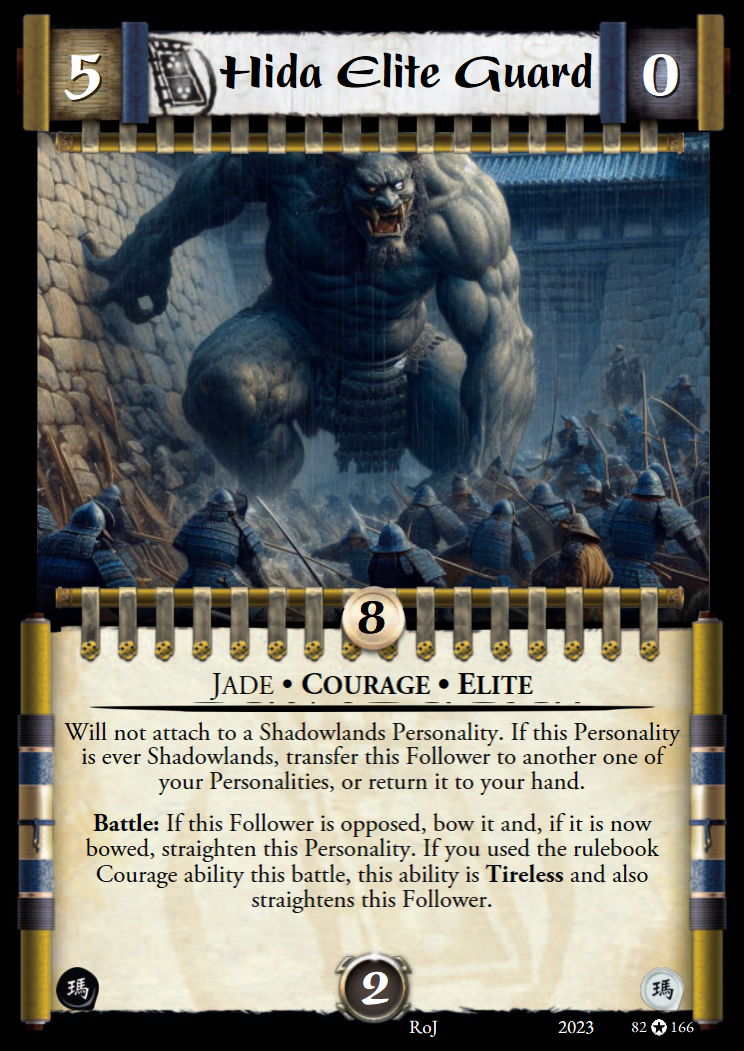 5 Hida Elite Guard 0
8
JADE • COURAGE • ELITE
Will not attach to a Shadowlands Personality. If this Personality
is ever Shadowlands, transfer this Follower to another one of
your Personalities, or return it to your hand.
Battle: If this Follower is opposed, bow it and, if it is now
bowed, straighten this Personality. If you used the rulebook
Courage ability this battle, this ability is Tireless and also
straightens this Follower.
瑪 2 瑪
RoJ 2023 82 ✪ 166